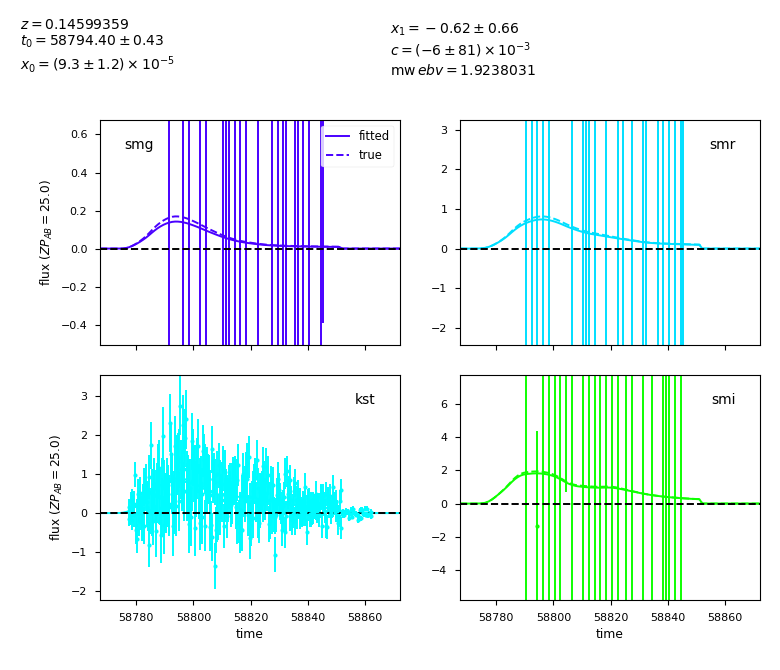 z = 0.14599359
t₀ = 58794.40 ± 0.43
x₀ = (9.3 ± 1.2) × 10⁻⁵
x₁ = −0.62 ± 0.66
c = (−6 ± 81) × 10⁻³
mw ebv = 1.9238031
smg
fitted
true
0.6
0.4
0.2
0.0
−0.2
−0.4
flux (ZP_AB = 25.0)
smr
3
2
1
0
−1
−2
kst
3
2
1
0
−1
−2
flux (ZP_AB = 25.0)
58780 58800 58820 58840 58860
time
smi
6
4
2
0
−2
−4
58780 58800 58820 58840 58860
time